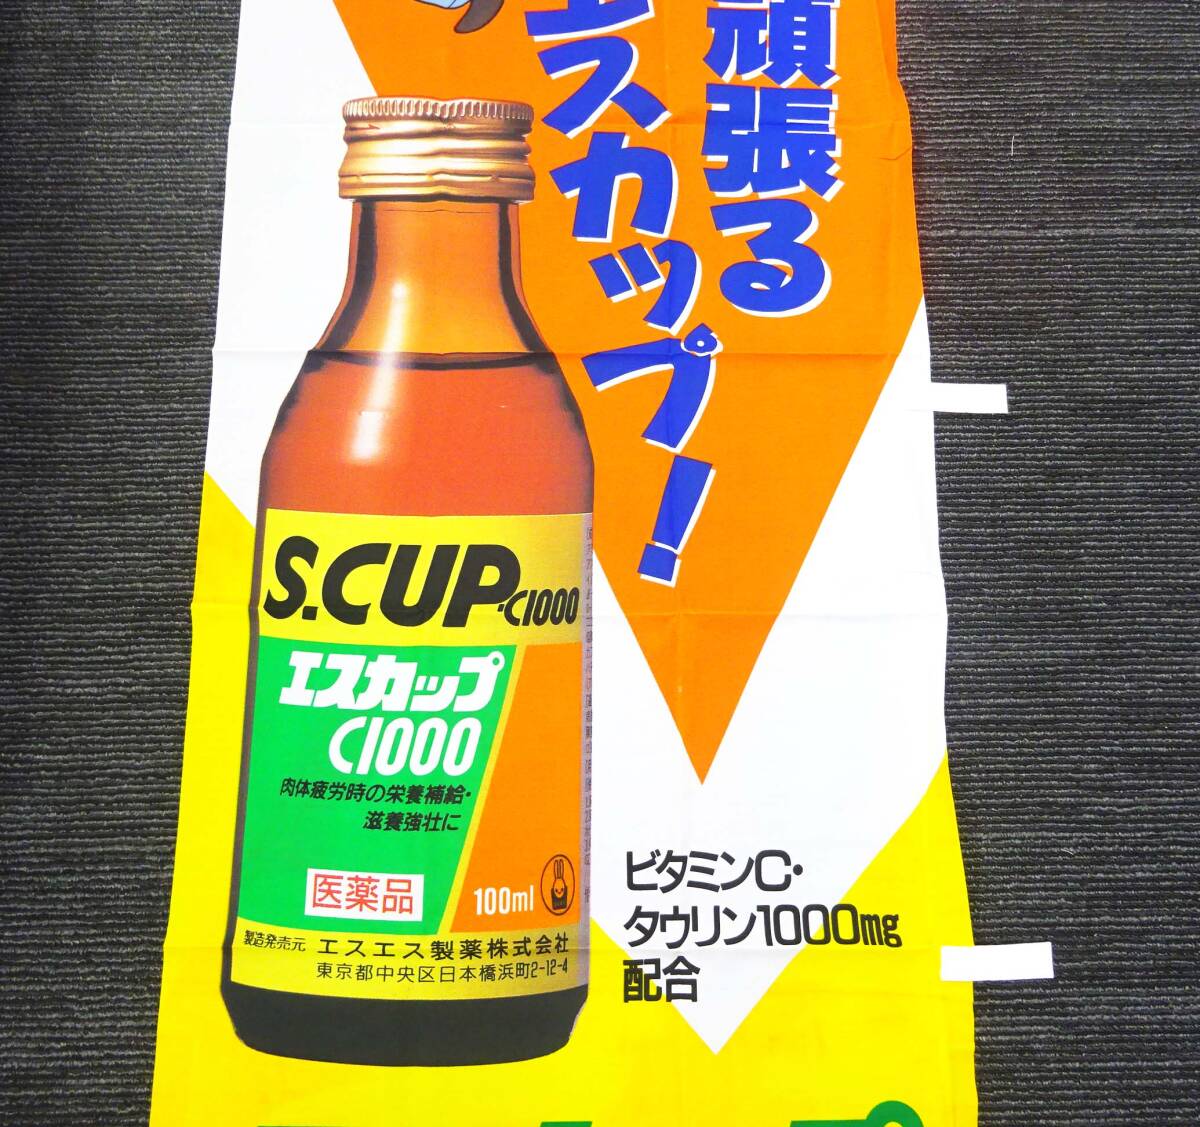 頑張る
エスカップ!
S.CUP-C1000
エスカップ
C1000
肉体疲労時の栄養補給・
滋養強壮に
医薬品
100ml
製造発売元 エスエス製薬株式会社
東京都中央区日本橋浜町2-12-4
ビタミンC・
タウリン1000mg
配合